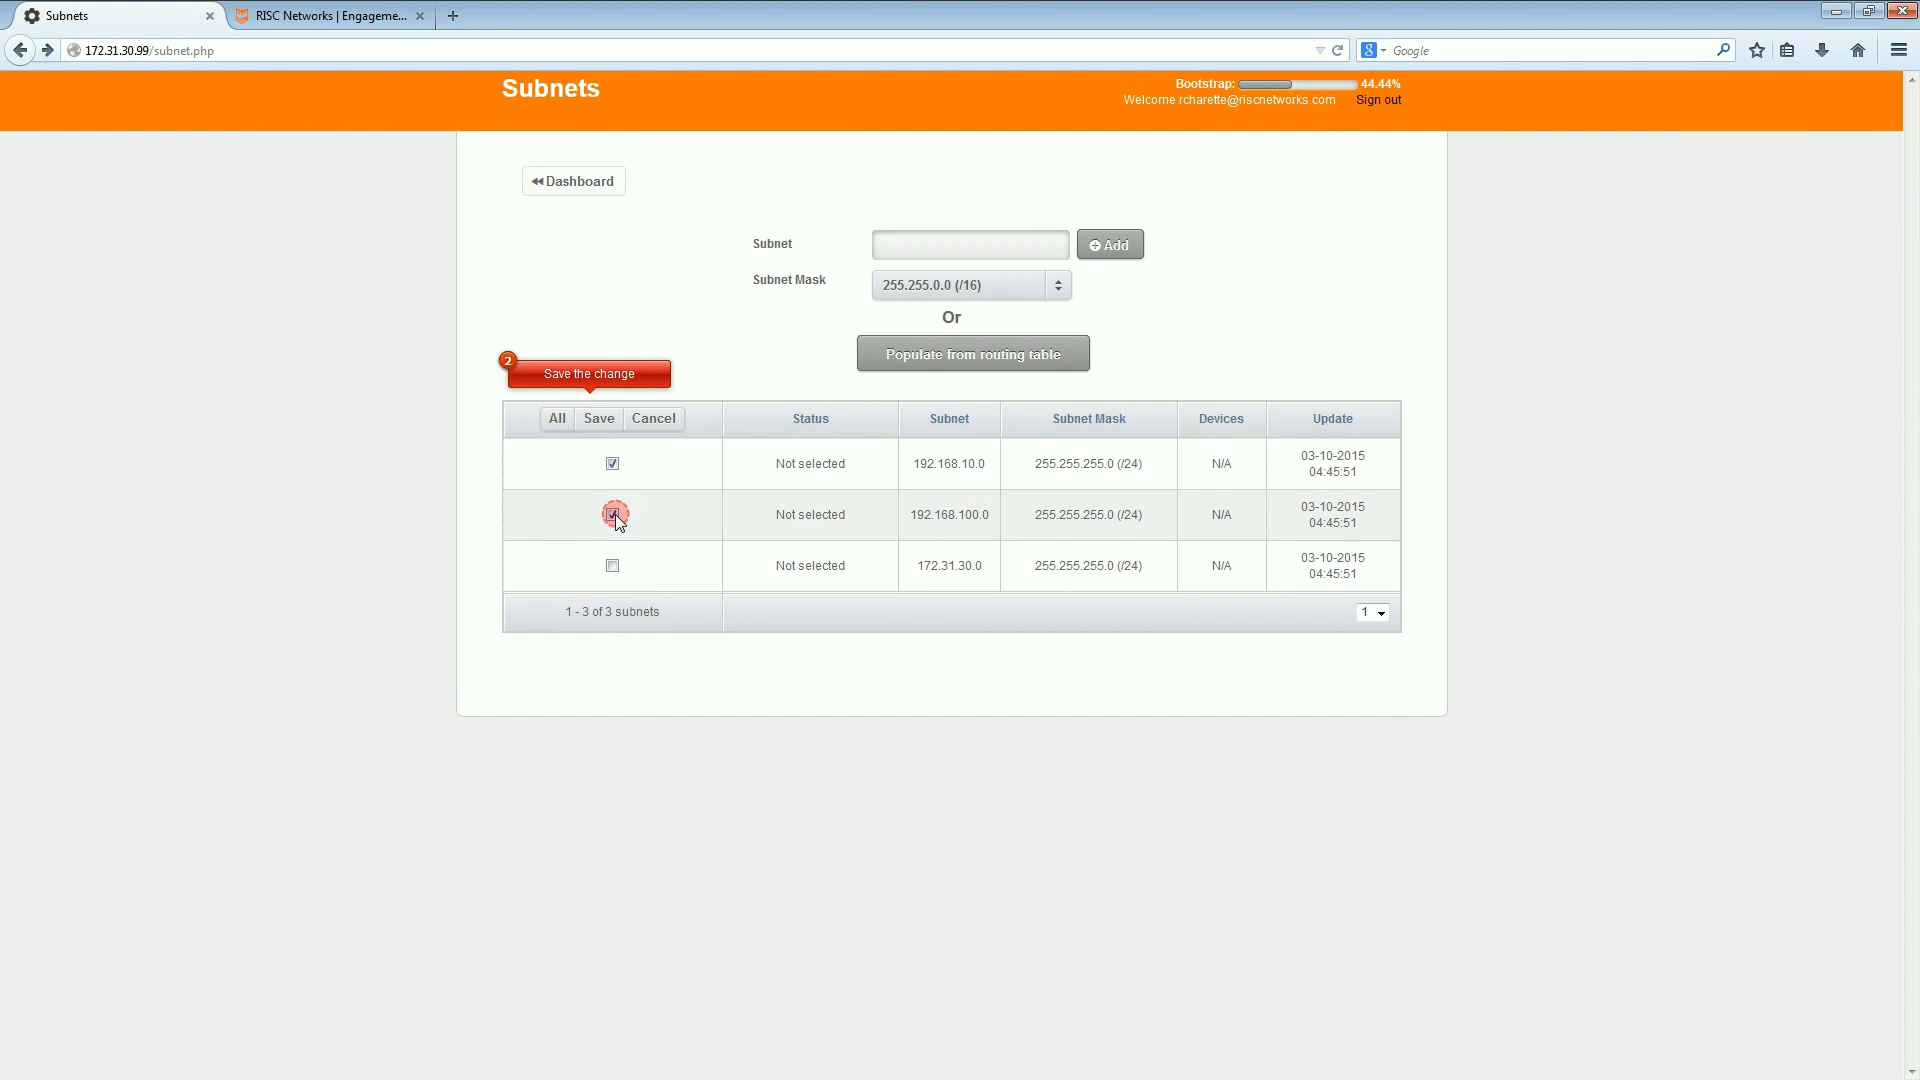 Subnets
RISC Networks | Engageme...
172.31.30.99/subnet.php
Google
Subnets
Bootstrap: 44.44%
Welcome rcharette@riscnetworks.com Sign out
Dashboard
Subnet
Add
Subnet Mask
255.255.0.0 (/16)
Or
Populate from routing table
2
Save the change
All Save Cancel Status Subnet Subnet Mask Devices Update
Not selected 192.168.10.0 255.255.255.0 (/24) N/A 03-10-2015
04:45:51
Not selected 192.168.100.0 255.255.255.0 (/24) N/A 03-10-2015
04:45:51
Not selected 172.31.30.0 255.255.255.0 (/24) N/A 03-10-2015
04:45:51
1 - 3 of 3 subnets 1